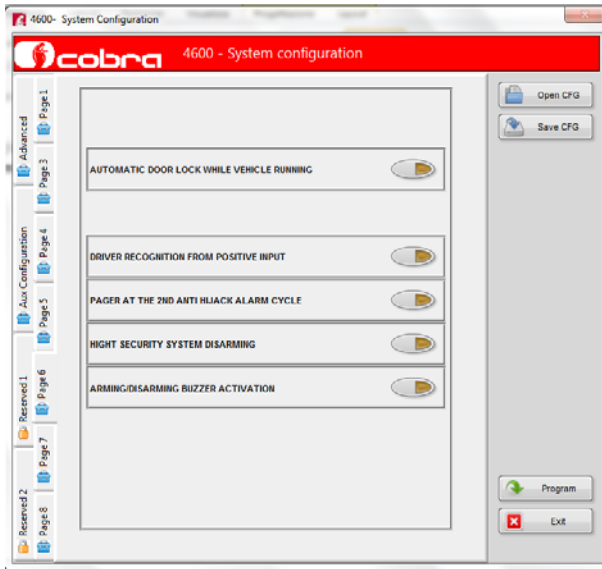 4600- System Configuration
cobra
4600 - System configuration
Advanced
Aux Configuration
Reserved 1
Reserved 2
Page 1
Page 3
Page 4
Page 5
Page 6
Page 7
Page 8
AUTOMATIC DOOR LOCK WHILE VEHICLE RUNNING
DRIVER RECOGNITION FROM POSITIVE INPUT
PAGER AT THE 2ND ANTI HIJACK ALARM CYCLE
HIGHT SECURITY SYSTEM DISARMING
ARMING/DISARMING BUZZER ACTIVATION
Open CFG
Save CFG
Program
Exit